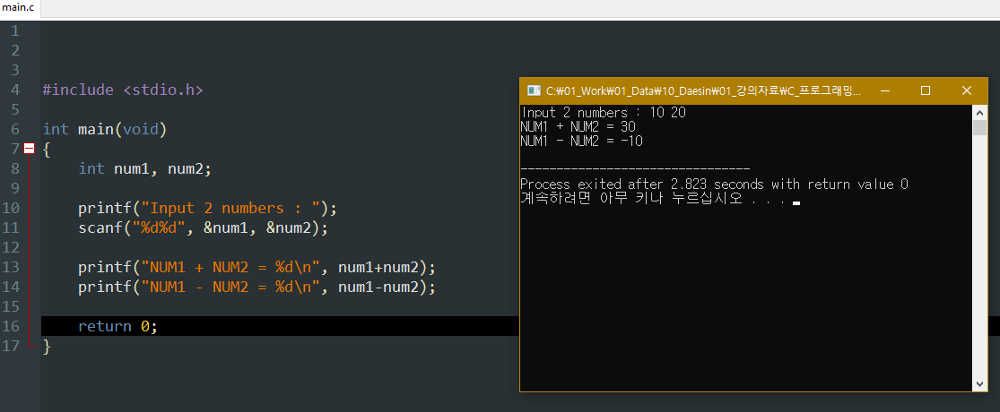 main.c
1
2
3
4 #include <stdio.h>
5
6 int main(void)
7 {
8 int num1, num2;
9
10 printf("Input 2 numbers : ");
11 scanf("%d%d", &num1, &num2);
12
13 printf("NUM1 + NUM2 = %d\n", num1+num2);
14 printf("NUM1 - NUM2 = %d\n", num1-num2);
15
16 return 0;
17 }
C:₩01_Work₩01_Data₩10_Daesin₩01_강의자료₩C_프로그래밍...
Input 2 numbers : 10 20
NUM1 + NUM2 = 30
NUM1 - NUM2 = -10
--------------------------------
Process exited after 2.823 seconds with return value 0
계속하려면 아무 키나 누르십시오 . . .